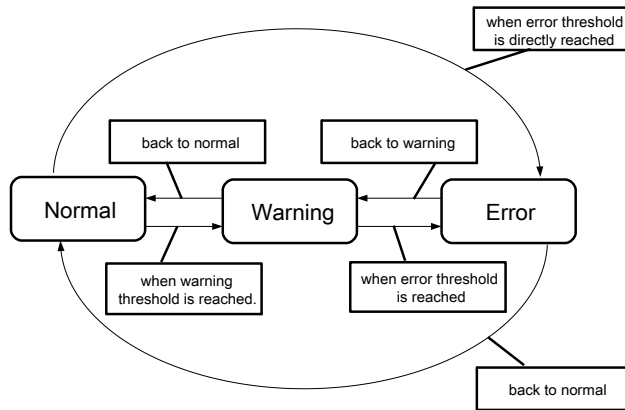 when error threshold
is directly reached
back to normal
back to warning
Normal
Warning
Error
when warning
threshold is reached.
when error threshold
is reached
back to normal